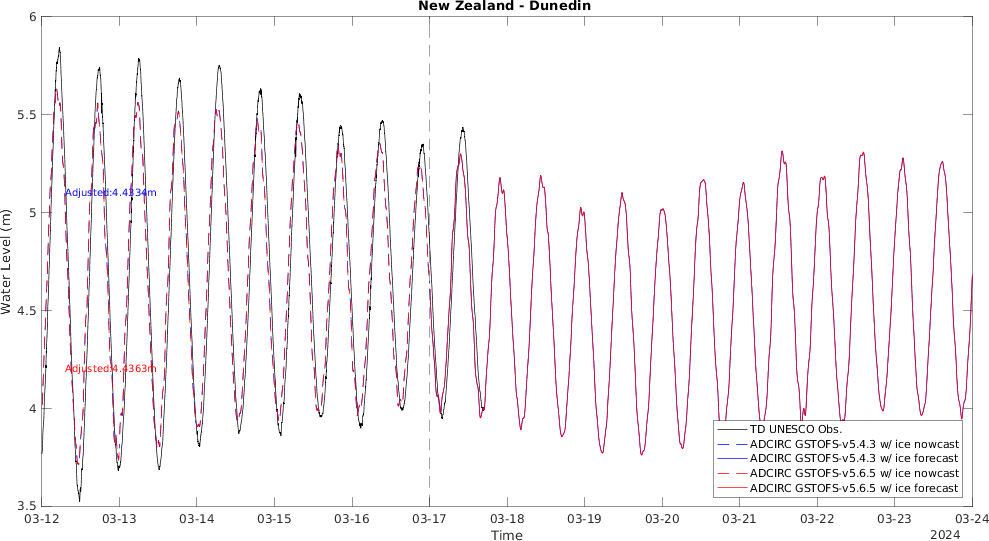 New Zealand - Dunedin
6
5.5
5
4.5
4
3.5
Water Level (m)
Adjusted:4.4334m
Adjusted:4.4363m
TD UNESCO Obs.
ADCIRC GSTOFS-v5.4.3 w/ ice nowcast
ADCIRC GSTOFS-v5.4.3 w/ ice forecast
ADCIRC GSTOFS-v5.6.5 w/ ice nowcast
ADCIRC GSTOFS-v5.6.5 w/ ice forecast
03-12 03-13 03-14 03-15 03-16 03-17 03-18 03-19 03-20 03-21 03-22 03-23 03-24
Time
2024